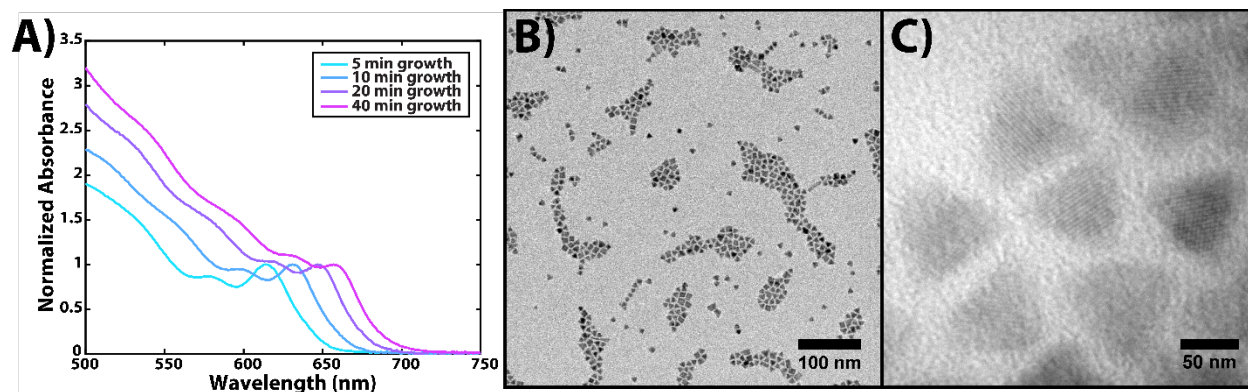 A)
3.5
3
2.5
2
1.5
1
0.5
0
Normalized Absorbance
5 min growth
10 min growth
20 min growth
40 min growth
500 550 600 650 700 750
Wavelength (nm)
B)
100 nm
C)
50 nm